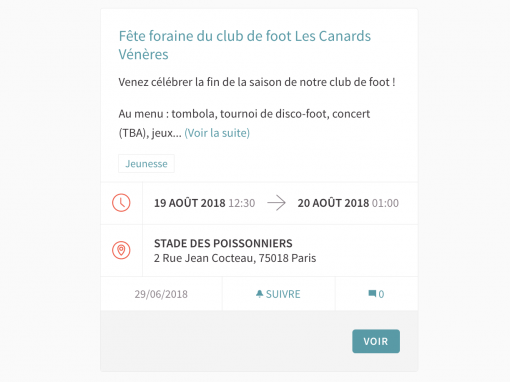 Fête foraine du club de foot Les Canards
Vénères
Venez célébrer la fin de la saison de notre club de foot !
Au menu : tombola, tournoi de disco-foot, concert
(TBA), jeux... (Voir la suite)
Jeunesse
19 AOÛT 2018 12:30 20 AOÛT 2018 01:00
STADE DES POISSONNIERS
2 Rue Jean Cocteau, 75018 Paris
29/06/2018 SUIVRE 0
VOIR